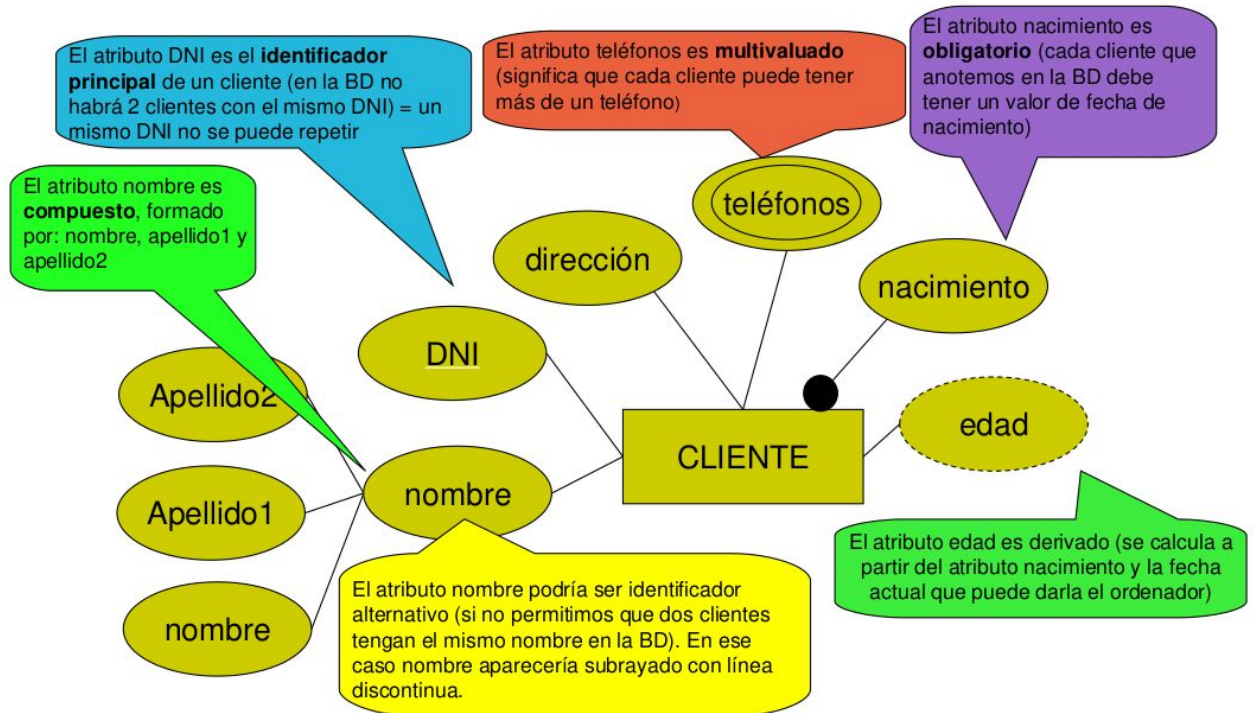 El atributo DNI es el identificador
principal de un cliente (en la BD no
habrá 2 clientes con el mismo DNI) = un
mismo DNI no se puede repetir
El atributo teléfonos es multivaluado
(significa que cada cliente puede tener
más de un teléfono)
El atributo nacimiento es
obligatorio (cada cliente que
anotemos en la BD debe
tener un valor de fecha de
nacimiento)
El atributo nombre es
compuesto, formado
por: nombre, apellido1 y
apellido2
teléfonos
dirección
nacimiento
DNI
Apellido2
edad
CLIENTE
nombre
Apellido1
nombre
El atributo edad es derivado (se calcula a
partir del atributo nacimiento y la fecha
actual que puede darla el ordenador)
El atributo nombre podría ser identificador
alternativo (si no permitimos que dos clientes
tengan el mismo nombre en la BD). En ese
caso nombre aparecería subrayado con línea
discontinua.